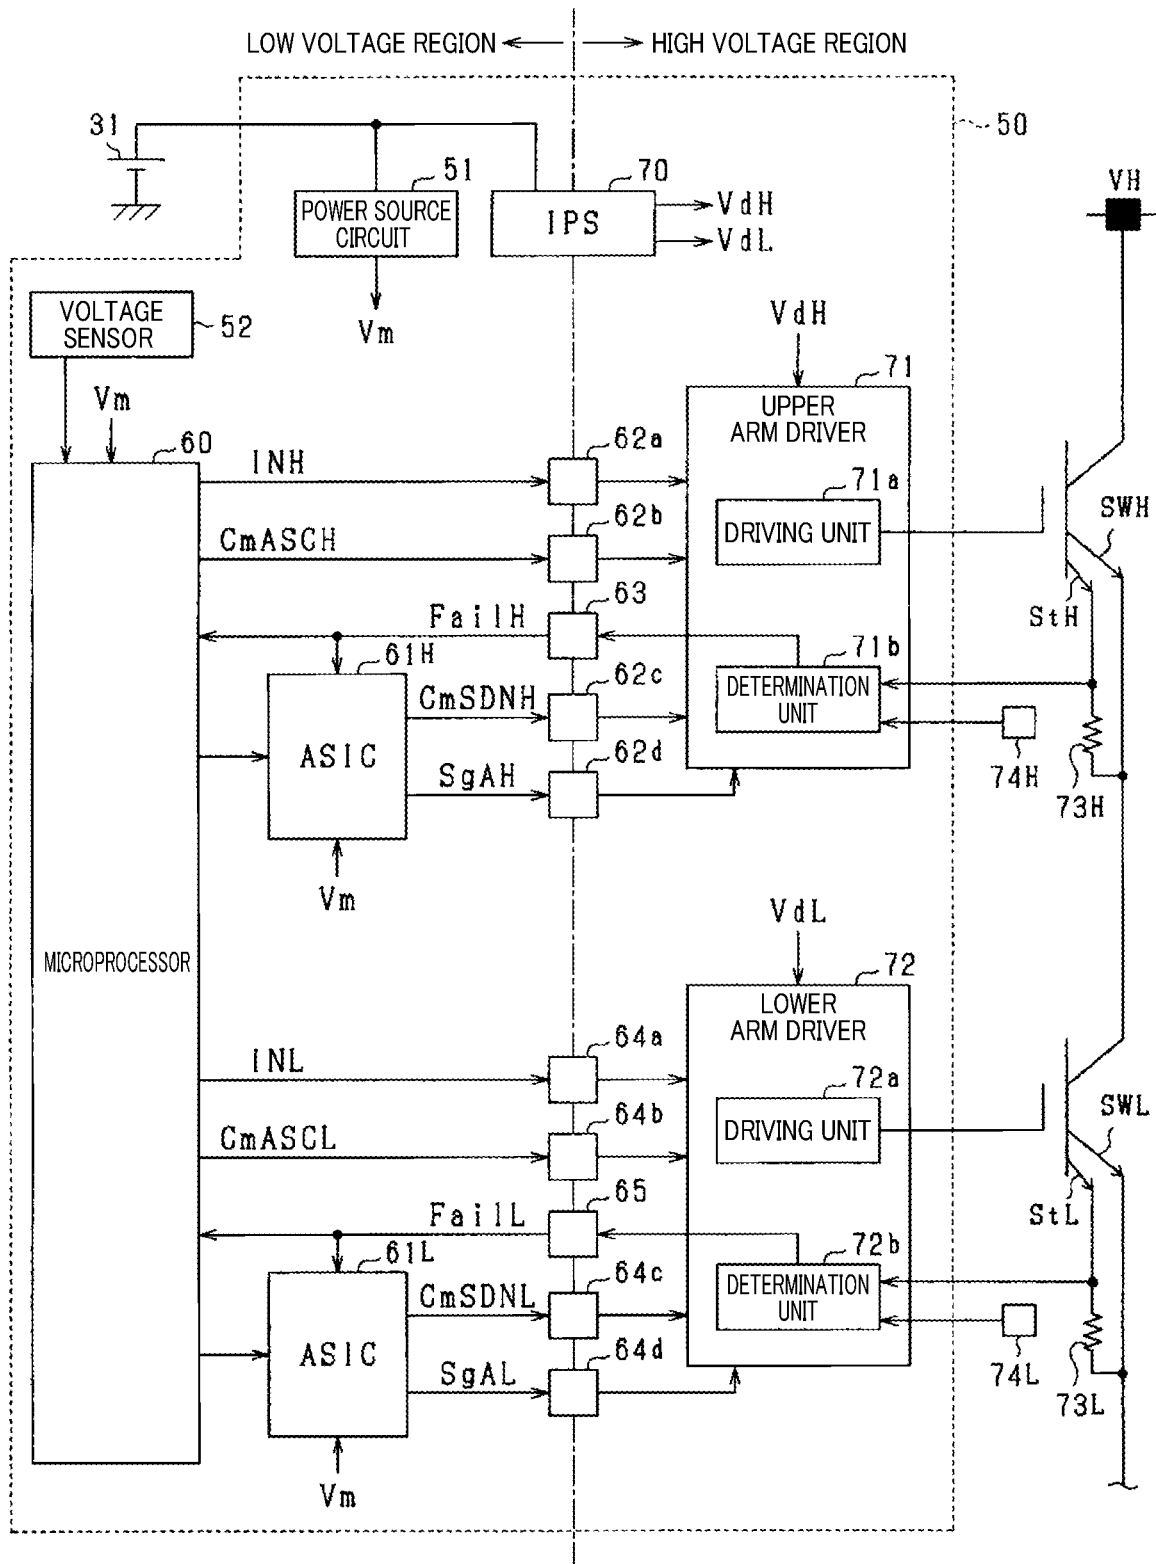 LOW VOLTAGE REGION
HIGH VOLTAGE REGION
31
50
51
70
VH
POWER SOURCE
CIRCUIT
IPS
VdH
VdL
VOLTAGE
SENSOR
52
Vm
VdH
71
Vm
UPPER
ARM DRIVER
60
INH
62a
71a
SWH
CmASCH
62b
DRIVING UNIT
FailH
63
StH
61H
71b
CmSDNH
62c
DETERMINATION
UNIT
ASIC
SgAH
62d
74H
73H
Vm
VdL
MICROPROCESSOR
72
LOWER
ARM DRIVER
INL
64a
72a
SWL
CmASCL
64b
DRIVING UNIT
FailL
65
StL
61L
72b
CmSDNL
64c
DETERMINATION
UNIT
ASIC
SgAL
64d
74L
73L
Vm